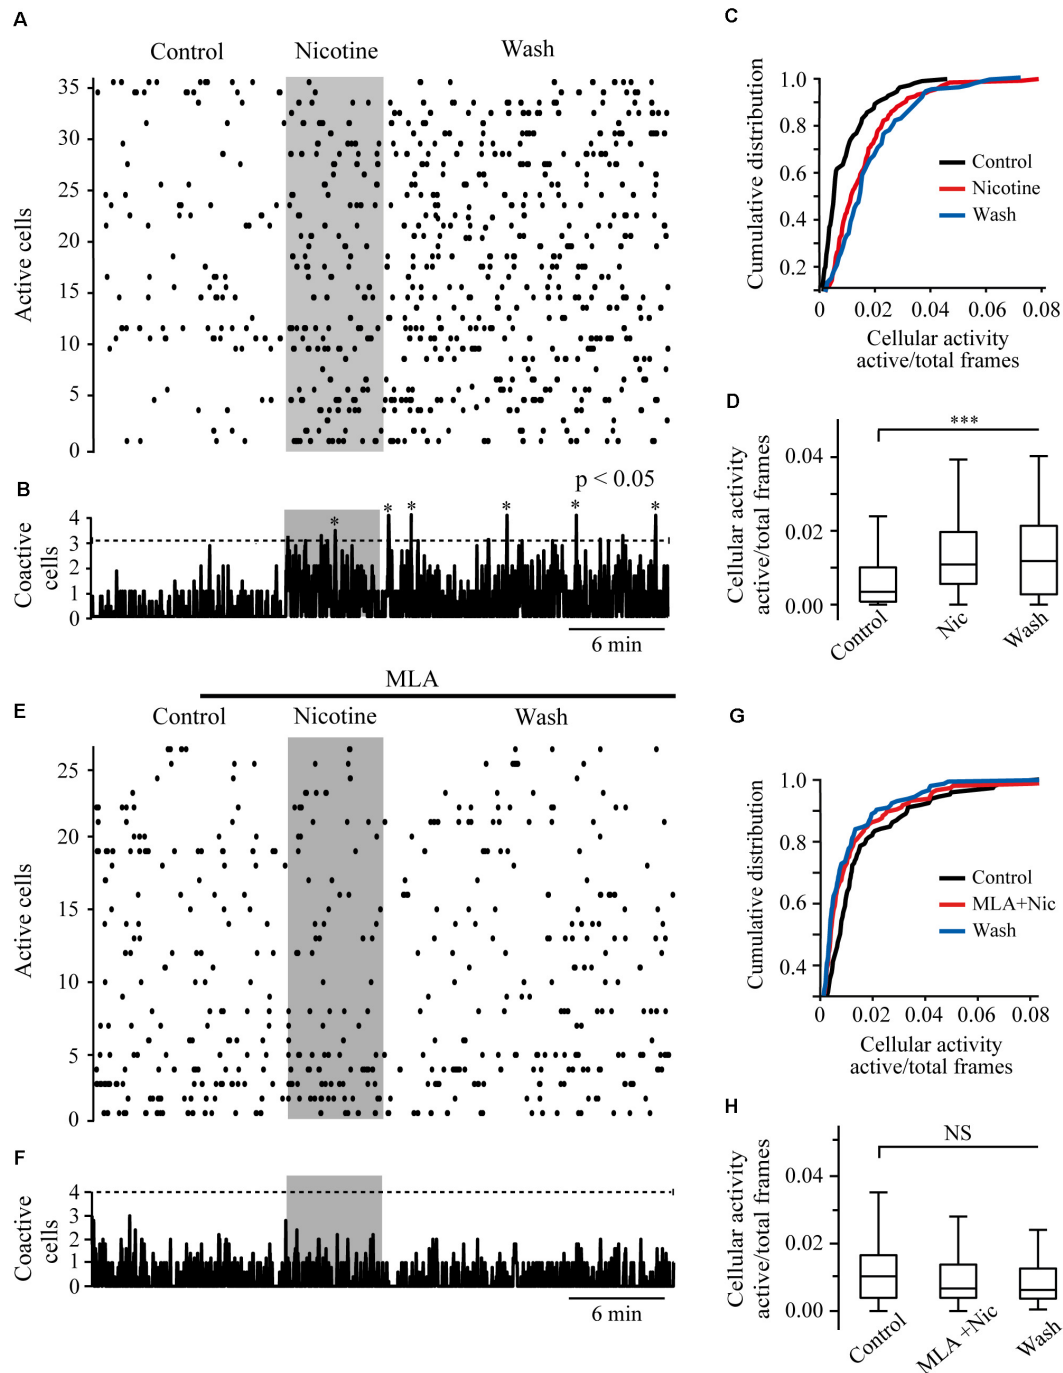 A
Control Nicotine Wash
35
30
25
20
15
10
5
0
Active cells
B
p < 0.05
* * * * * *
4
3
2
1
0
Coactive
cells
6 min
C
1.0
0.8
0.6
0.4
0.2
0 0.02 0.04 0.06 0.08
Cumulative distribution
Control
Nicotine
Wash
Cellular activity
active/total frames
D
***
0.04
0.02
0.00
Cellular activity
active/total frames
Control Nic Wash
MLA
E
Control Nicotine Wash
25
20
15
10
5
0
Active cells
F
4
3
2
1
0
Coactive
cells
6 min
G
1.0
0.8
0.6
0.4
0 0.02 0.04 0.06 0.08
Cumulative distribution
Control
MLA+Nic
Wash
Cellular activity
active/total frames
H
NS
0.04
0.02
0.00
Cellular activity
active/total frames
Control MLA +Nic Wash